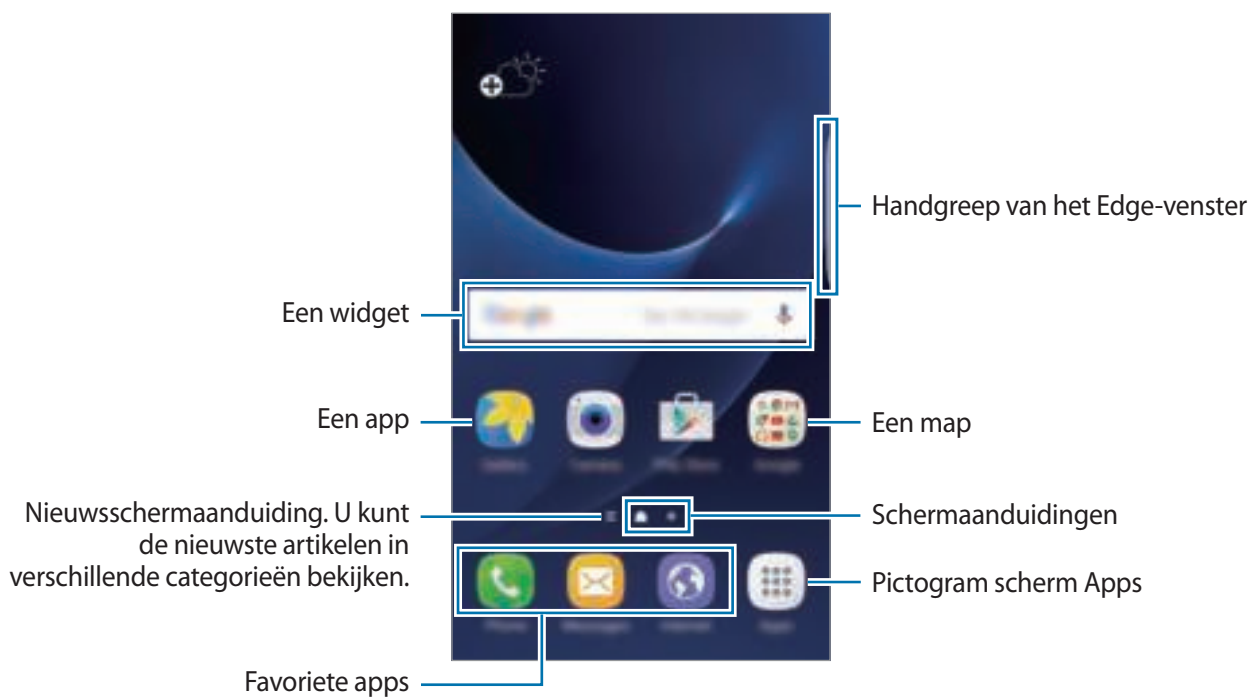 Handgreep van het Edge-venster
Een widget
Een app
Een map
Nieuwsschermaanduiding. U kunt
de nieuwste artikelen in
verschillende categorieën bekijken.
Schermaanduidingen
Pictogram scherm Apps
Favoriete apps